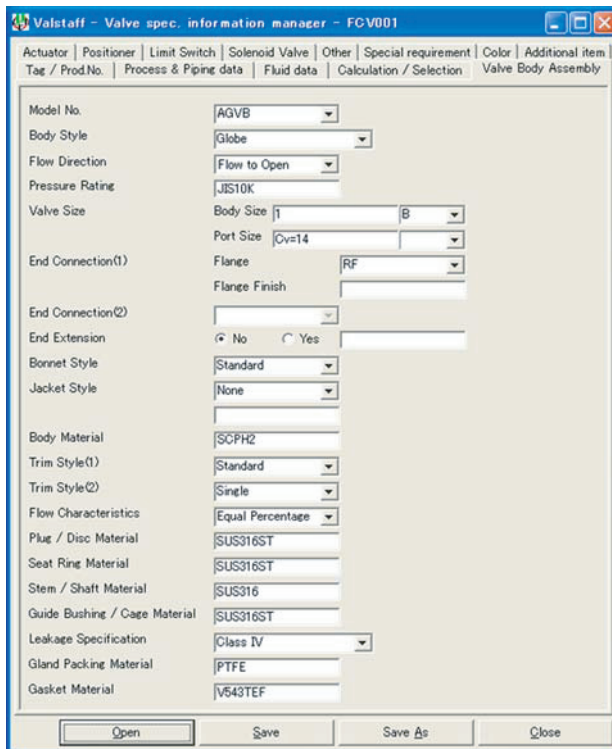 Valstaff - Valve spec. information manager - FCV001
Actuator | Positioner | Limit Switch | Solenoid Valve | Other | Special requirement | Color | Additional item
Tag / Prod.No. | Process & Piping data | Fluid data | Calculation / Selection | Valve Body Assembly
Model No. AGVB
Body Style Globe
Flow Direction Flow to Open
Pressure Rating JIS10K
Valve Size Body Size 1 B
Port Size Cv=14
End Connection(1) Flange RF
Flange Finish
End Connection(2)
End Extension No Yes
Bonnet Style Standard
Jacket Style None
Body Material SCPH2
Trim Style(1) Standard
Trim Style(2) Single
Flow Characteristics Equal Percentage
Plug / Disc Material SUS316ST
Seat Ring Material SUS316ST
Stem / Shaft Material SUS316
Guide Bushing / Cage Material SUS316ST
Leakage Specification Class IV
Gland Packing Material PTFE
Gasket Material V543TEF
Open Save Save As Close